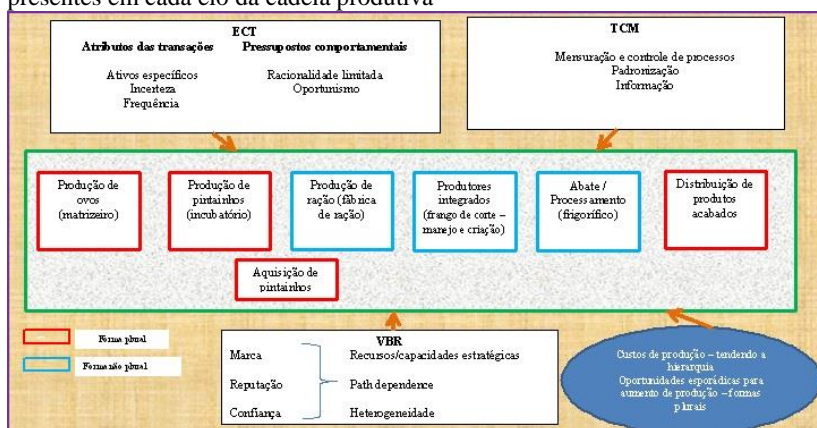 presentes em cada elo da cadeia produtiva
ECT
Atributos das transações
Pressupostos comportamentais
Ativos específicos
Incerteza
Frequência
Racionalidade limitada
Oportunismo
TCM
Mensuração e controle de processos
Padronização
Informação
Produção de
ovos
(matrizeiro)
Produção de
pintainhos
(incubatório)
Produção de
ração (fábrica
de ração)
Produtores
integrados
(frango de corte –
manejo e criação)
Abate /
Processamento
(frigorífico)
Distribuição de
produtos
acabados
Aquisição de
pintainhos
Forma plural
Forma não plural
VBR
Marca
Reputação
Confiança
Recursos/capacidades estratégicas
Path dependence
Heterogeneidade
Custos de produção – tendendo a
hierarquia
Oportunidades esporádicas para
aumento de produção – formas
plurais